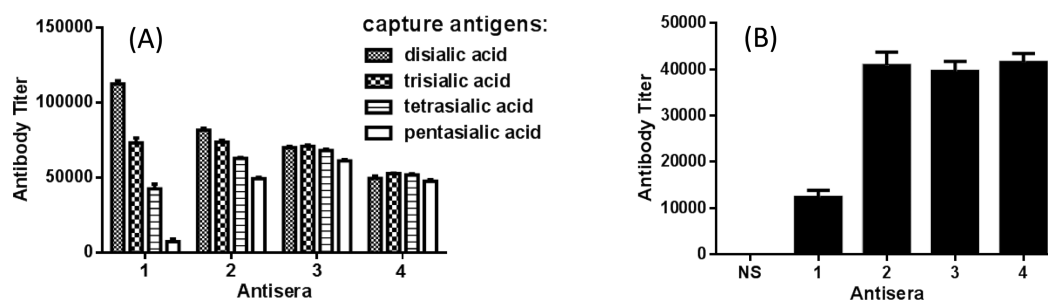 (A)
capture antigens:
disialic acid
trisialic acid
tetrasialic acid
pentasialic acid
Antibody Titer
150000
100000
50000
0
1 2 3 4
Antisera
(B)
Antibody Titer
50000
40000
30000
20000
10000
0
NS 1 2 3 4
Antisera